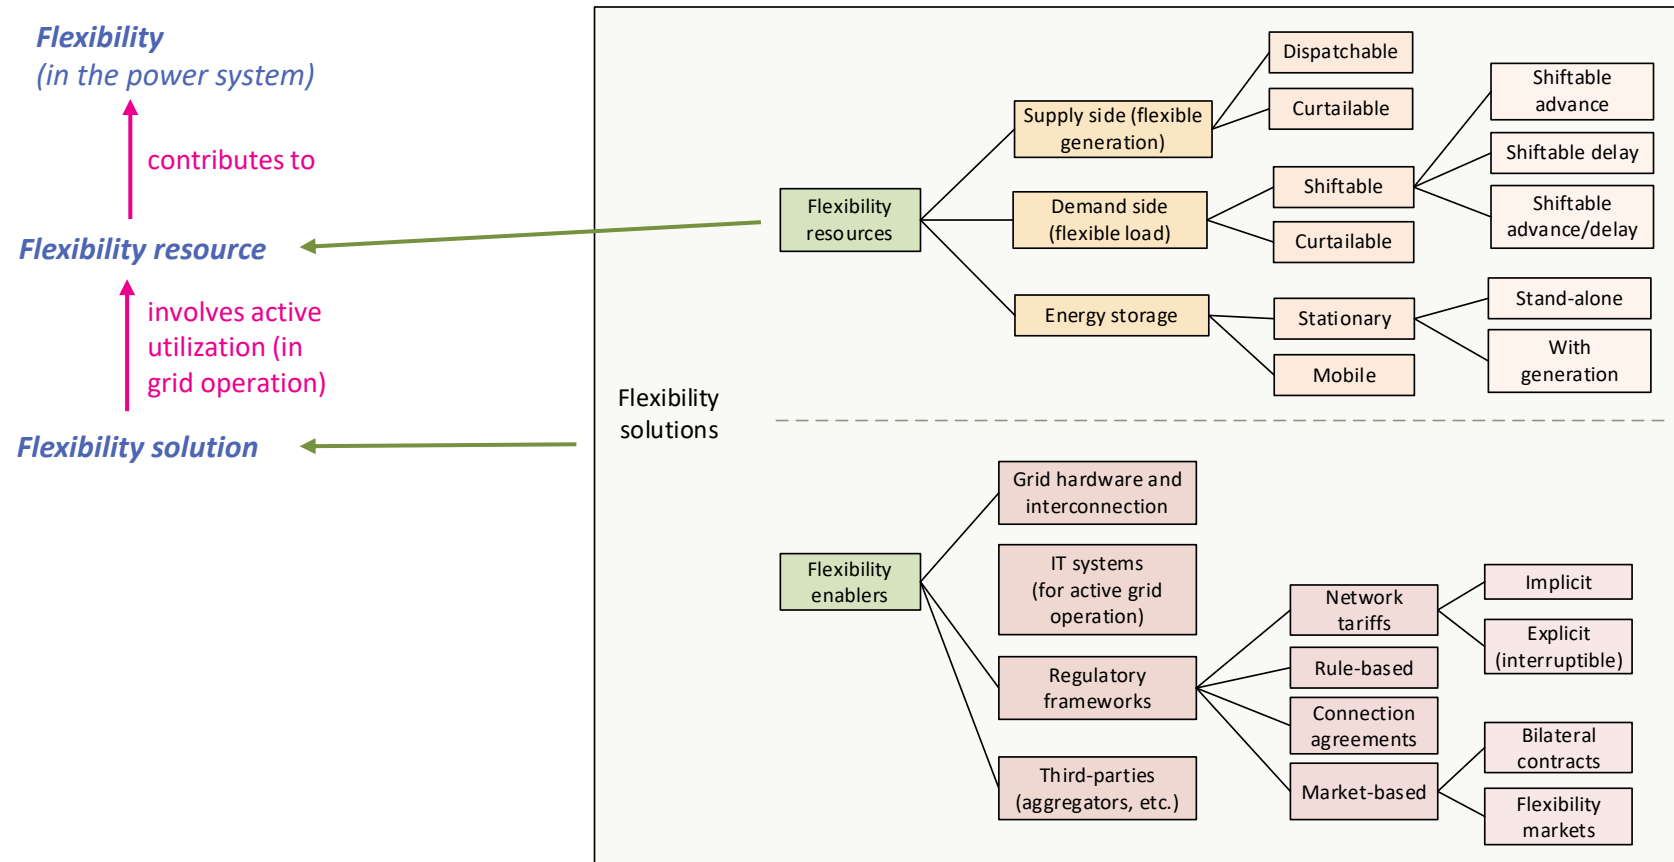 Flexibility
(in the power system)
contributes to
Flexibility resource
involves active
utilization (in
grid operation)
Flexibility solution
Flexibility
solutions
Flexibility
resources
Supply side (flexible
generation)
Dispatchable
Curtailable
Demand side
(flexible load)
Shiftable
Curtailable
Shiftable
advance
Shiftable delay
Shiftable
advance/delay
Energy storage
Stationary
Mobile
Stand-alone
With
generation
Flexibility
enablers
Grid hardware and
interconnection
IT systems
(for active grid
operation)
Regulatory
frameworks
Third-parties
(aggregators, etc.)
Network
tariffs
Rule-based
Connection
agreements
Market-based
Implicit
Explicit
(interruptible)
Bilateral
contracts
Flexibility
markets